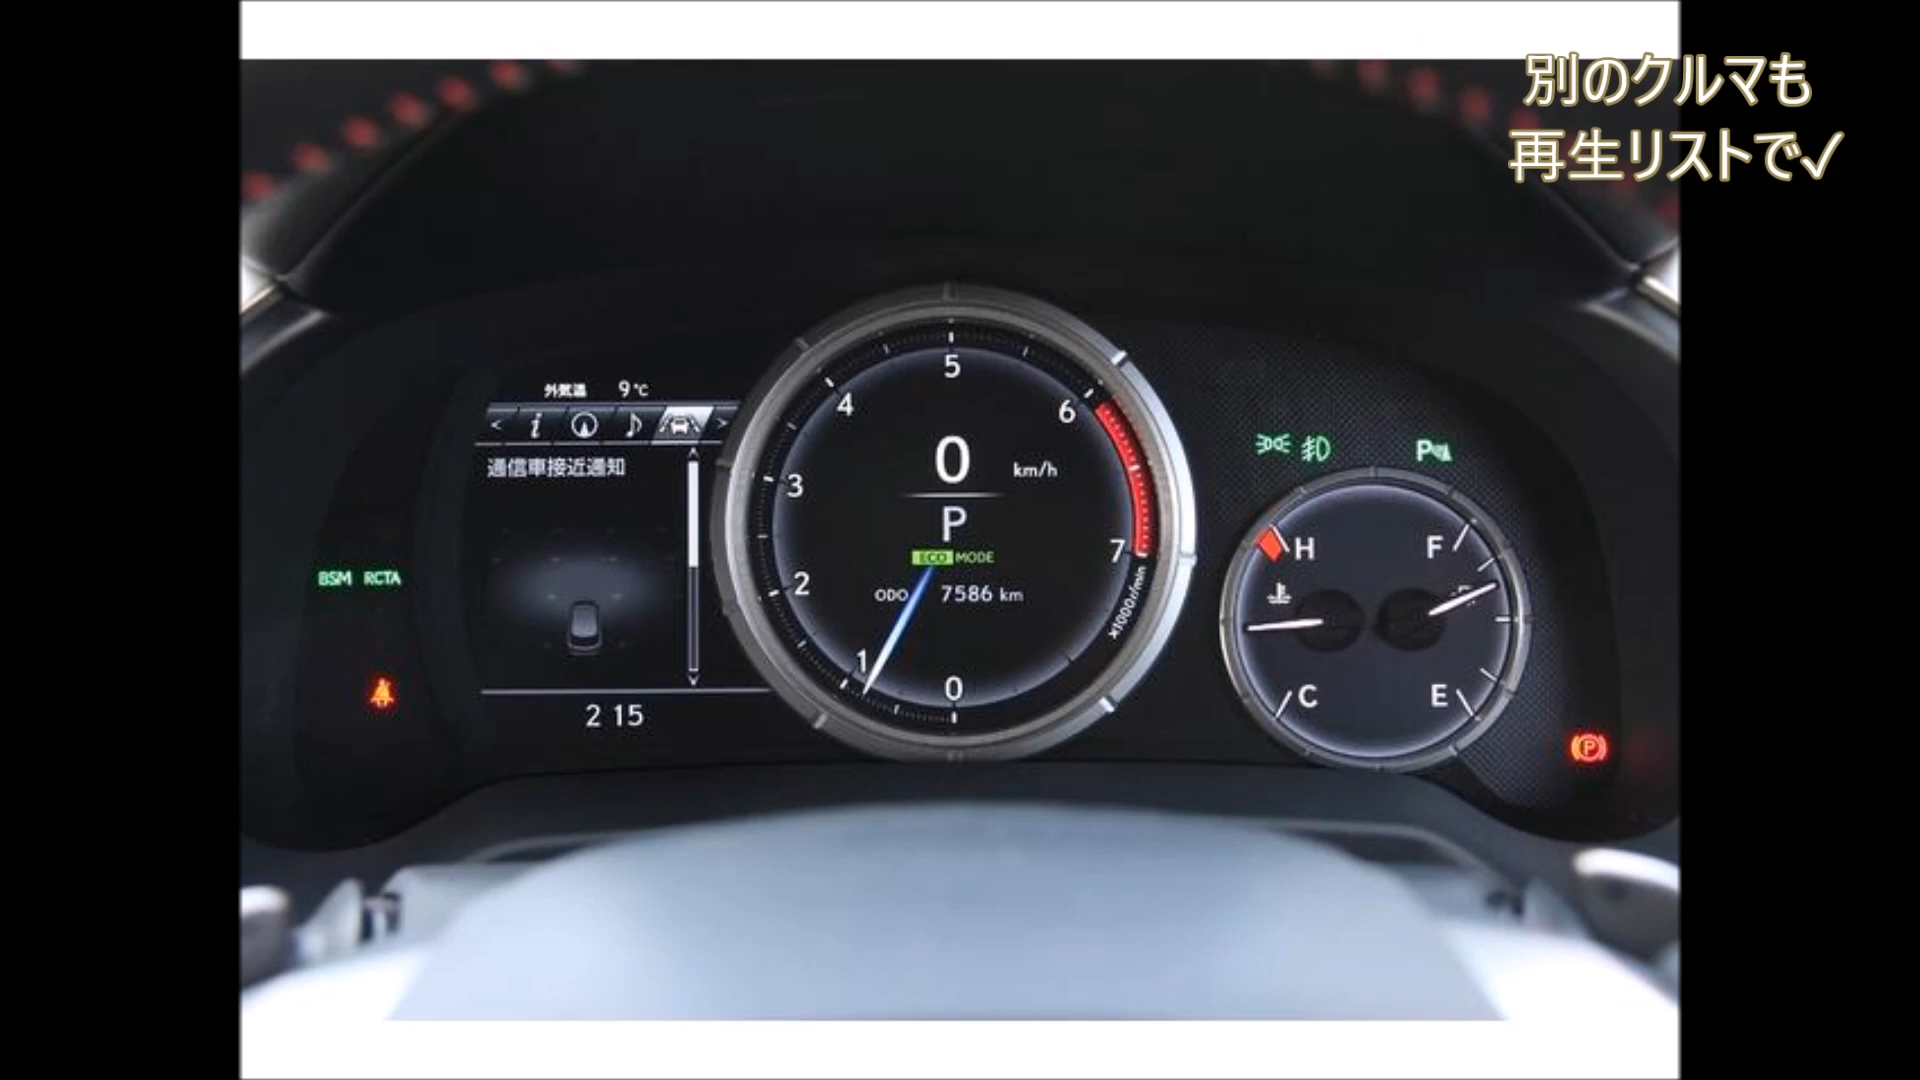 別のクルマも
再生リストで✓
外気温 9℃
< i >
通信車接近通知
2 15
BSM RCTA
5
4
6
3
2
7
1
0
0 km/h
P
ECO MODE
ODO 7586 km
×1000r/min
P
H F
C E
P